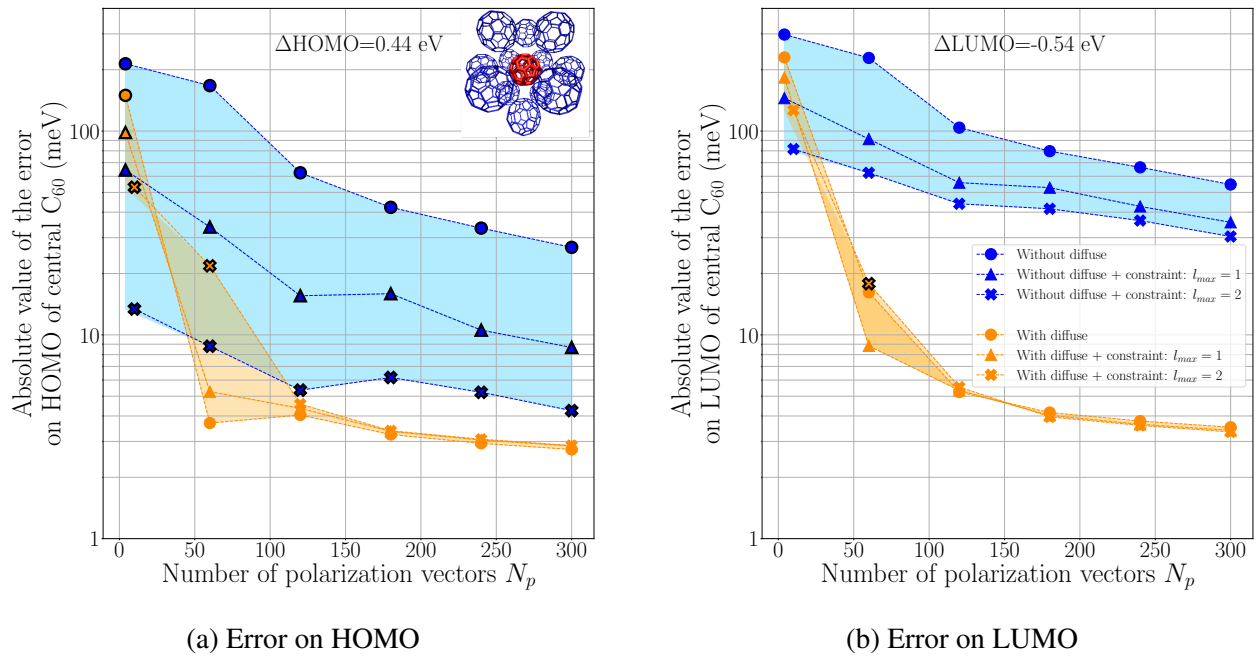 Absolute value of the error
on HOMO of central C₆₀ (meV)
100
10
1
ΔHOMO=0.44 eV
0 50 100 150 200 250 300
Number of polarization vectors Nₚ
(a) Error on HOMO
Absolute value of the error
on LUMO of central C₆₀ (meV)
100
10
1
ΔLUMO=-0.54 eV
Without diffuse
Without diffuse + constraint: lₘₐₓ = 1
Without diffuse + constraint: lₘₐₓ = 2
With diffuse
With diffuse + constraint: lₘₐₓ = 1
With diffuse + constraint: lₘₐₓ = 2
0 50 100 150 200 250 300
Number of polarization vectors Nₚ
(b) Error on LUMO